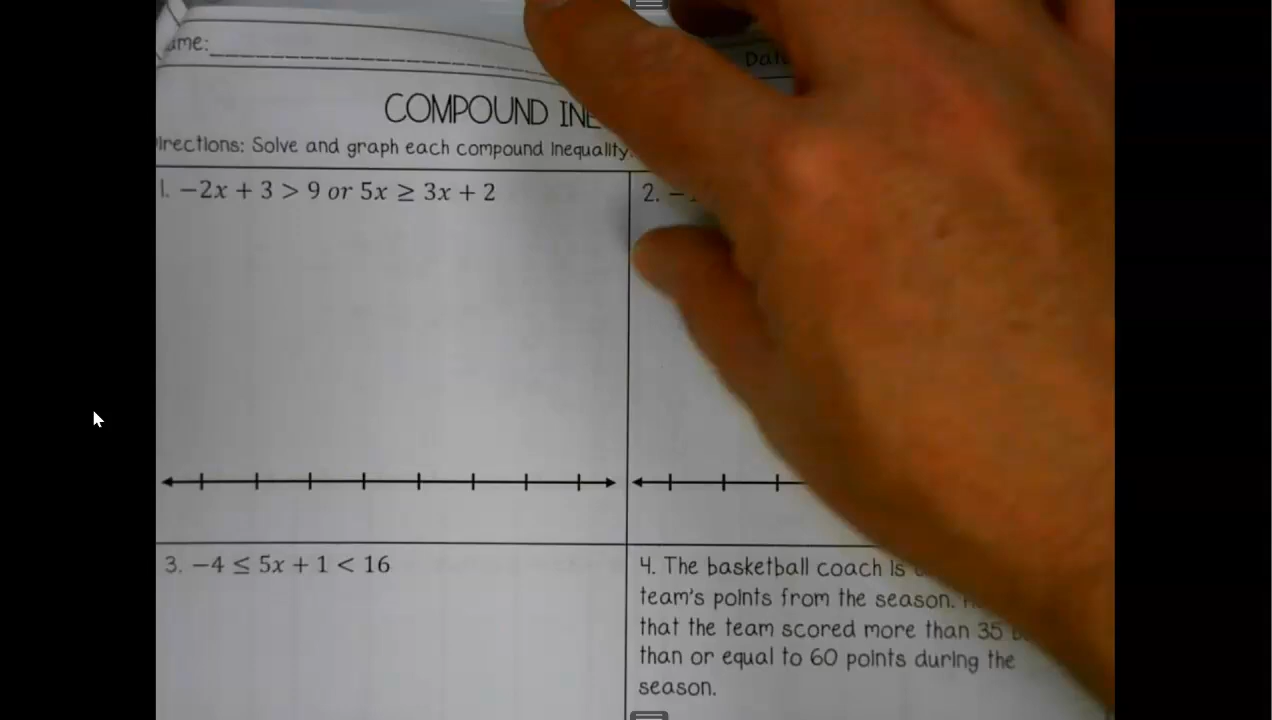 ame:
COMPOUND
irections: Solve and graph each compound inequality.
1. −2x + 3 > 9 or 5x ≥ 3x + 2
2. −
3. −4 ≤ 5x + 1 < 16
4. The basketball coach is
team's points from the season.
that the team scored more than 35
than or equal to 60 points during the
season.